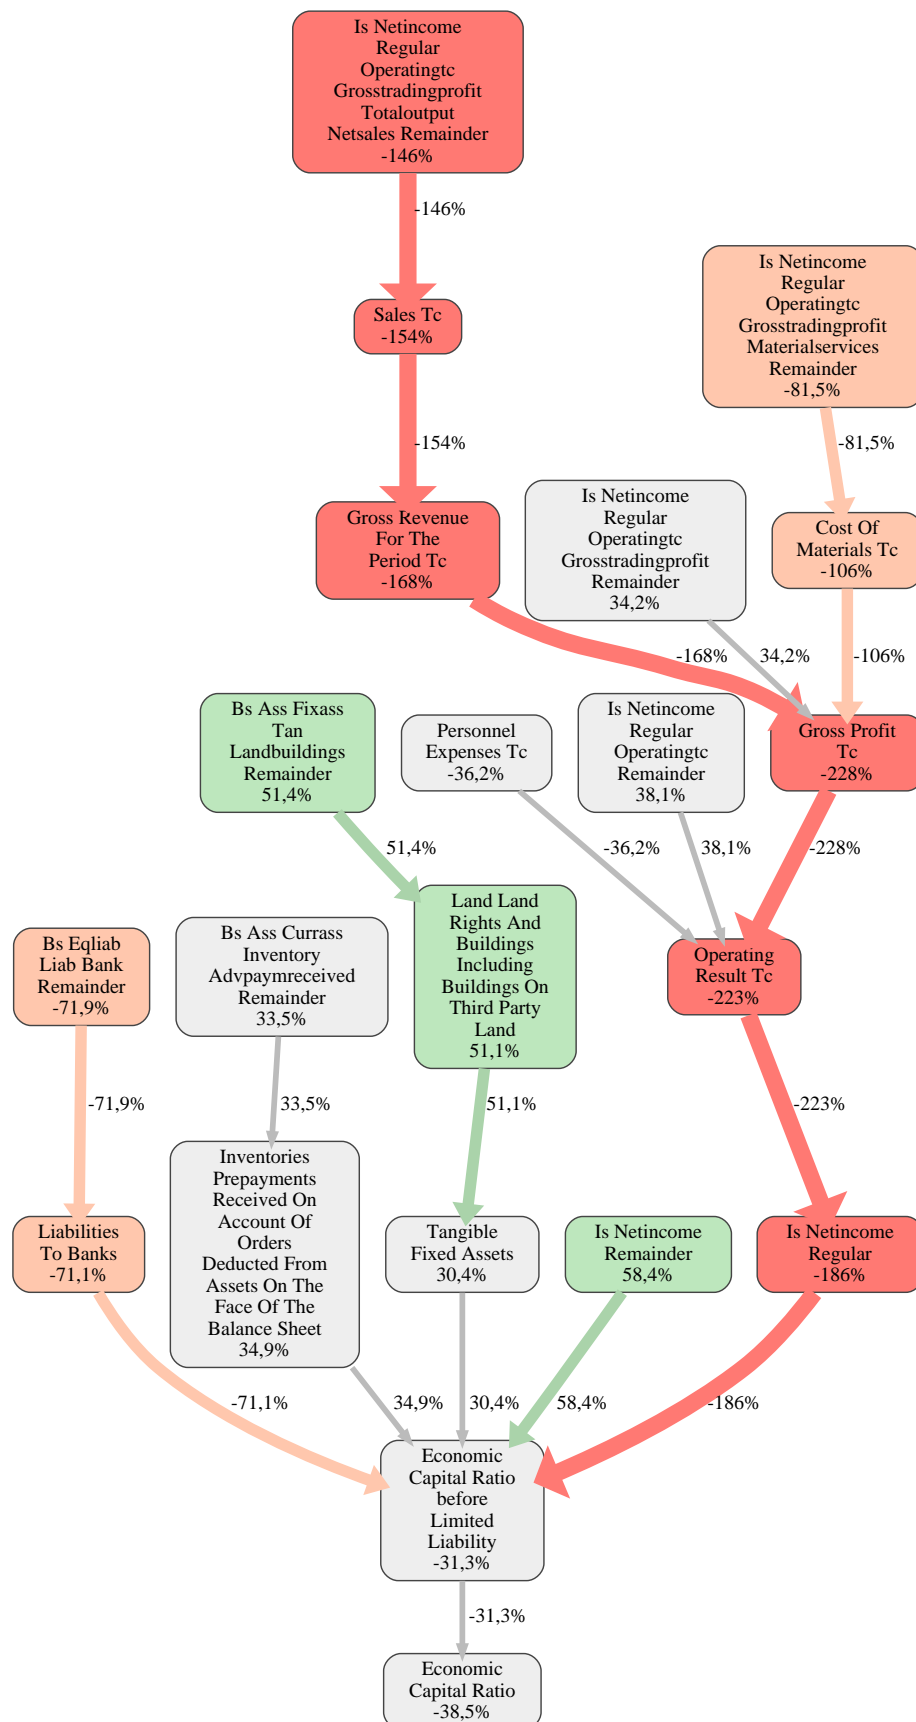 Is Netincome
Regular
Operatingtc
Grosstradingprofit
Totaloutput
Netsales Remainder
-146%
-146%
Is Netincome
Regular
Operatingtc
Grosstradingprofit
Materialservices
Remainder
-81,5%
Sales Tc
-154%
-154%
-81,5%
Is Netincome
Regular
Operatingtc
Grosstradingprofit
Remainder
34,2%
Gross Revenue
For The
Period Tc
-168%
Cost Of
Materials Tc
-106%
-168%
34,2%
-106%
Bs Ass Fixass
Tan
Landbuildings
Remainder
51,4%
Personnel
Expenses Tc
-36,2%
Is Netincome
Regular
Operatingtc
Remainder
38,1%
Gross Profit
Tc
-228%
51,4%
-36,2%
38,1%
-228%
Land Land
Rights And
Buildings
Including
Buildings On
Third Party
Land
51,1%
Bs Eqliab
Liab Bank
Remainder
-71,9%
Bs Ass Currass
Inventory
Advpaymreceived
Remainder
33,5%
Operating
Result Tc
-223%
-71,9%
33,5%
51,1%
-223%
Inventories
Prepayments
Received On
Account Of
Orders
Deducted From
Assets On The
Face Of The
Balance Sheet
34,9%
Liabilities
To Banks
-71,1%
Tangible
Fixed Assets
30,4%
Is Netincome
Remainder
58,4%
Is Netincome
Regular
-186%
-71,1%
34,9%
30,4%
58,4%
-186%
Economic
Capital Ratio
before
Limited
Liability
-31,3%
-31,3%
Economic
Capital Ratio
-38,5%